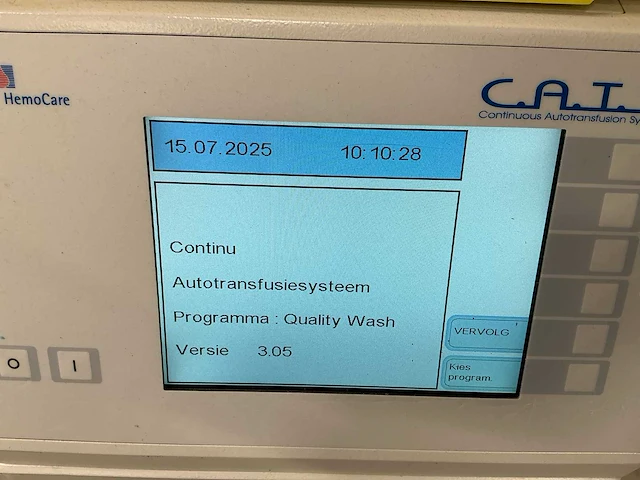 HemoCare
C.A.T.
Continuous Autotransfusion Sy
15.07.2025 10:10:28
Continu
Autotransfusiesysteem
Programma : Quality Wash
Versie 3.05
VERVOLG
Kies
program.
O I